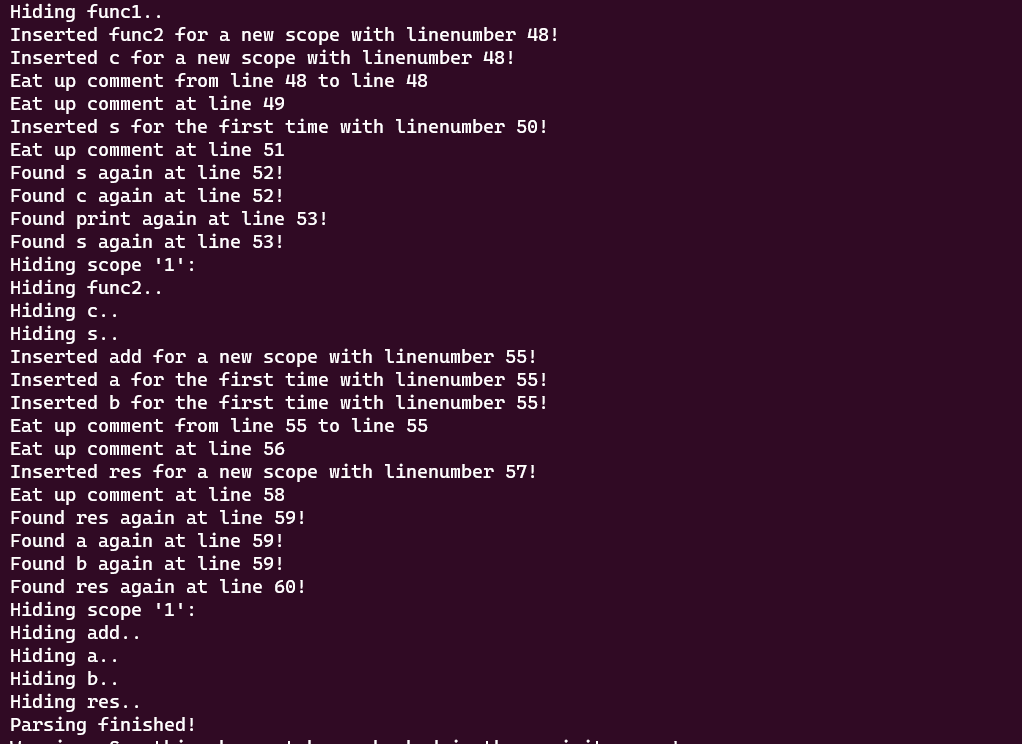 Hiding func1..
Inserted func2 for a new scope with linenumber 48!
Inserted c for a new scope with linenumber 48!
Eat up comment from line 48 to line 48
Eat up comment at line 49
Inserted s for the first time with linenumber 50!
Eat up comment at line 51
Found s again at line 52!
Found c again at line 52!
Found print again at line 53!
Found s again at line 53!
Hiding scope '1':
Hiding func2..
Hiding c..
Hiding s..
Inserted add for a new scope with linenumber 55!
Inserted a for the first time with linenumber 55!
Inserted b for the first time with linenumber 55!
Eat up comment from line 55 to line 55
Eat up comment at line 56
Inserted res for a new scope with linenumber 57!
Eat up comment at line 58
Found res again at line 59!
Found a again at line 59!
Found b again at line 59!
Found res again at line 60!
Hiding scope '1':
Hiding add..
Hiding a..
Hiding b..
Hiding res..
Parsing finished!